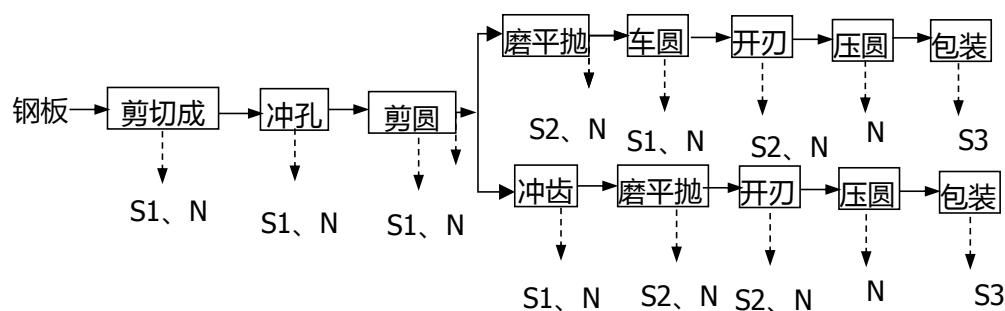 磨平抛 车圆 开刃 压圆 包装
钢板 剪切成 冲孔 剪圆
S2、N S1、N S2、N N S3
冲齿 磨平抛 开刃 压圆 包装
S1、N S1、N S1、N
S1、N S2、N S2、N N S3